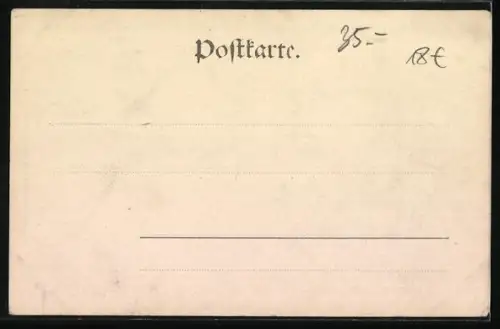 Postkarte.
35.-
18€